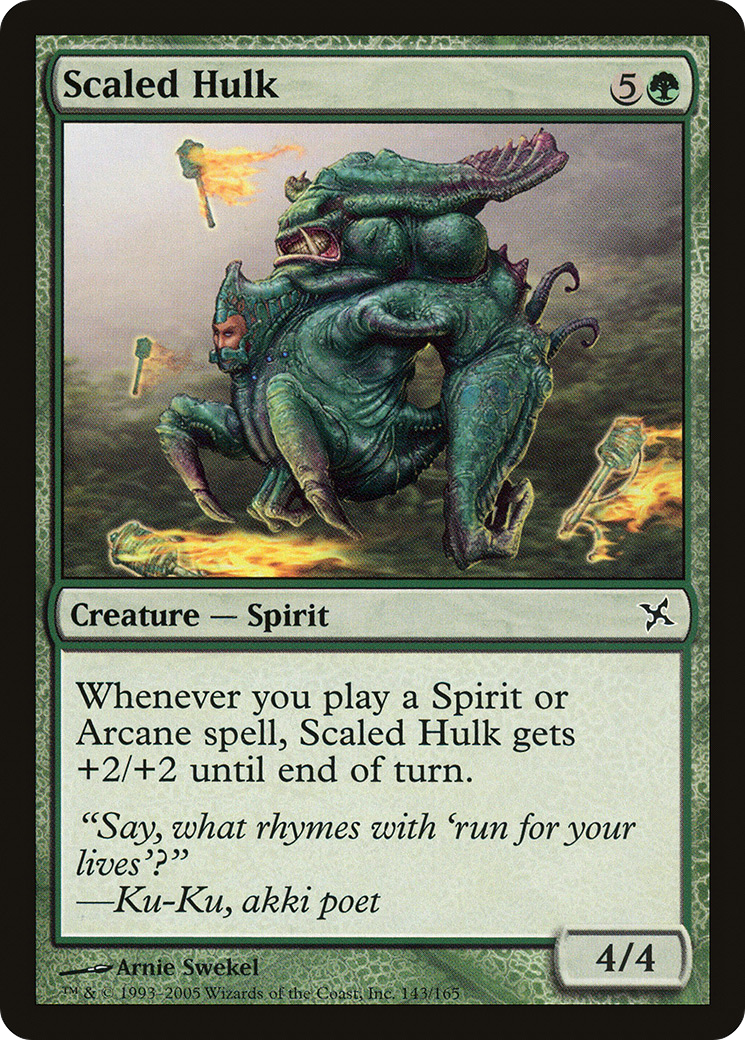 Scaled Hulk 5
Creature — Spirit
Whenever you play a Spirit or
Arcane spell, Scaled Hulk gets
+2/+2 until end of turn.
“Say, what rhymes with ‘run for your
lives’?”
—Ku-Ku, akki poet
4/4
Arnie Swekel
™ & © 1993–2005 Wizards of the Coast, Inc. 143/165